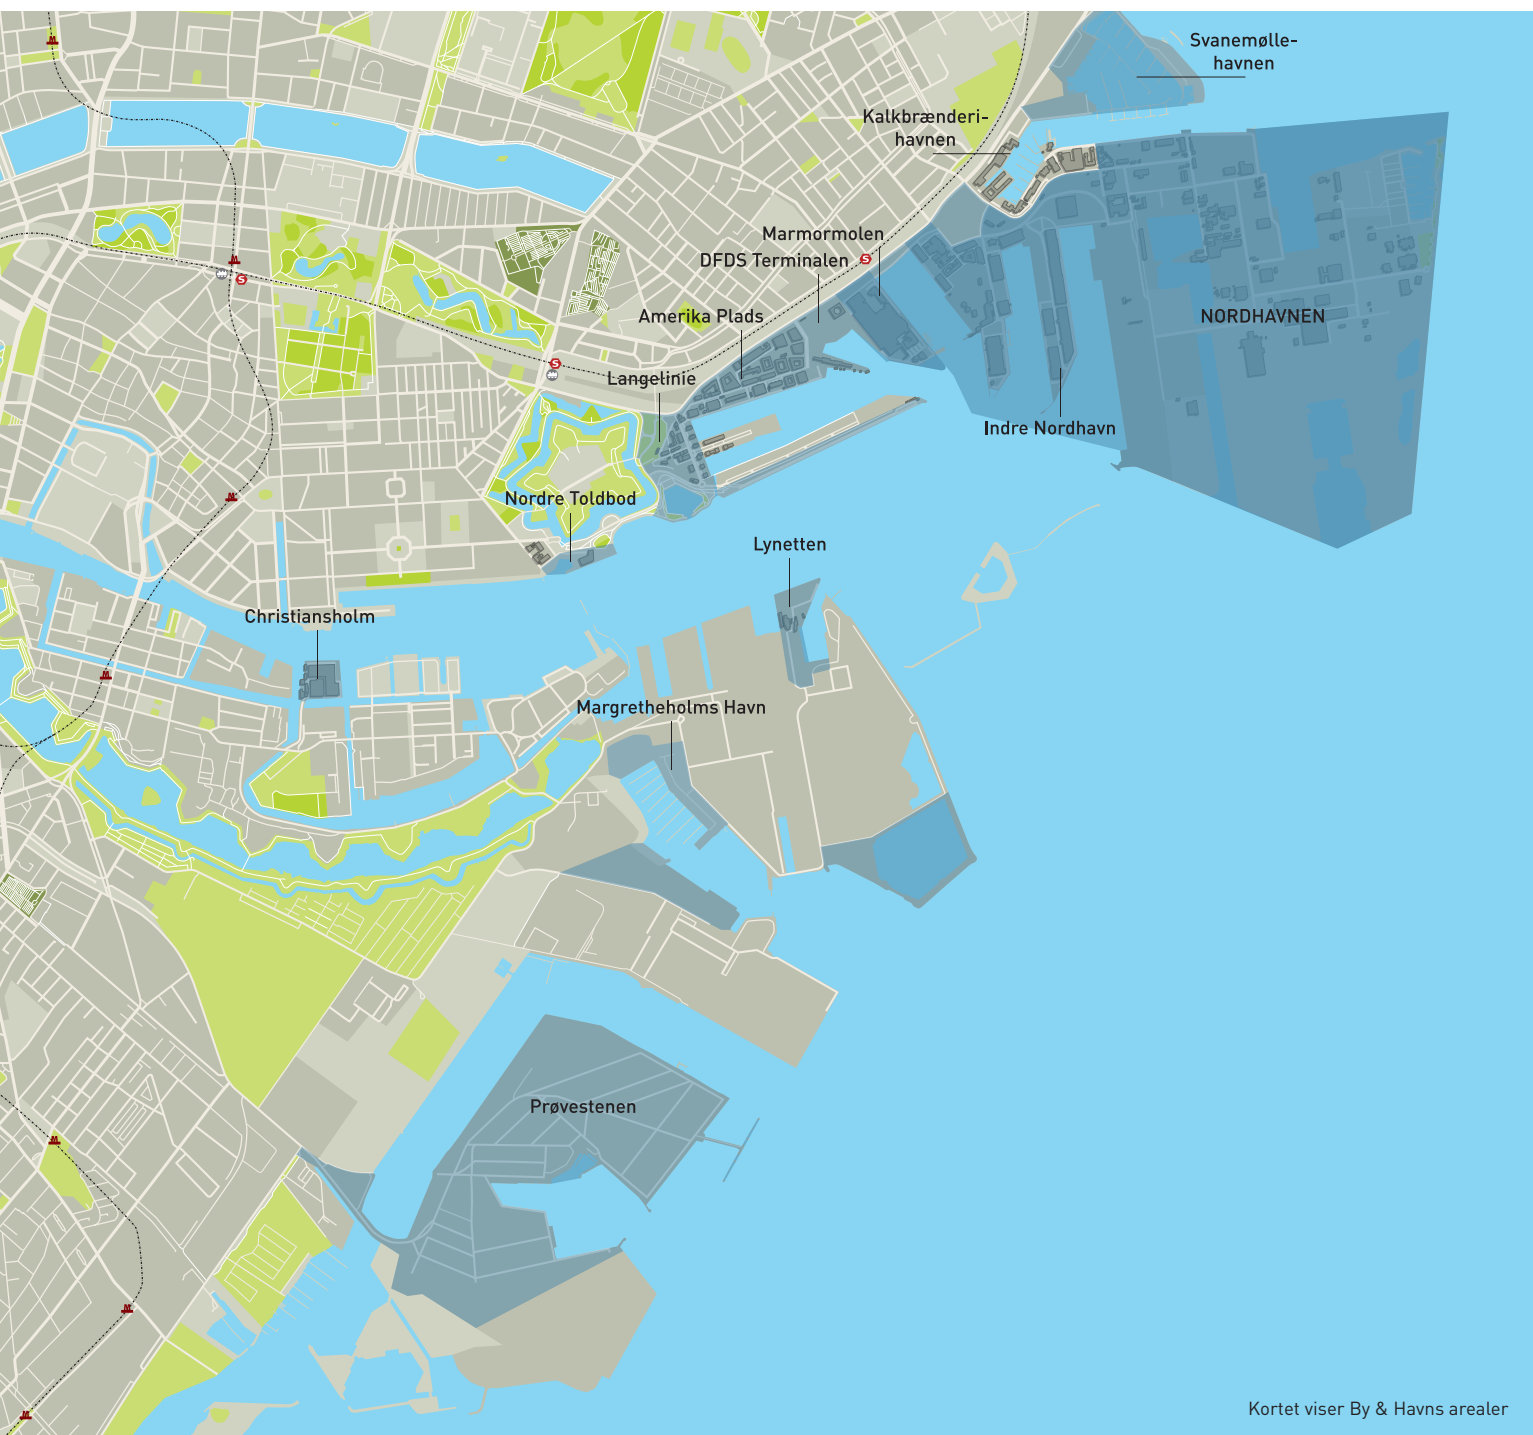 Svanemølle-
havnen
Kalkbrænderi-
havnen
Marmormolen
DFDS Terminalen
S
Amerika Plads
NORDHAVNEN
M
M
S
S
Langelinie
Indre Nordhavn
Nordre Toldbod
M
Lynetten
Christiansholm
M
Margretheholms Havn
Prøvestenen
M
M
M
Kortet viser By & Havns arealer